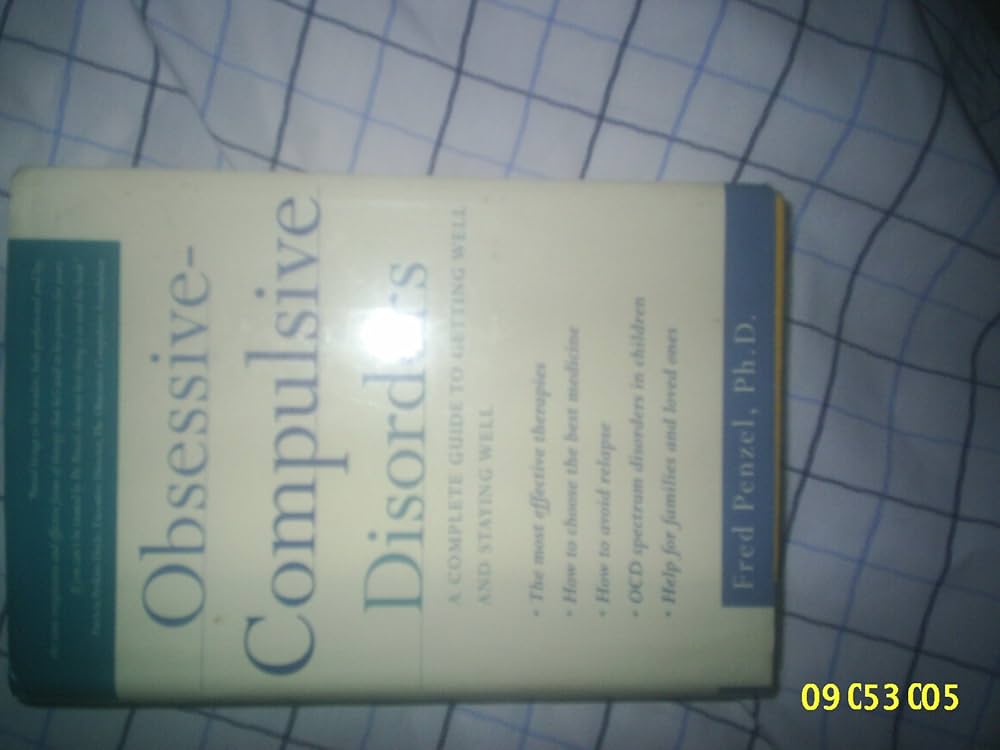 Obsessive-
Compulsive
Disorders
A COMPLETE GUIDE TO GETTING WELL
AND STAYING WELL
• The most effective therapies
• How to choose the best medicine
• How to avoid relapse
• OCD spectrum disorders in children
• Help for families and loved ones
Fred Penzel, Ph.D.
09 053 005